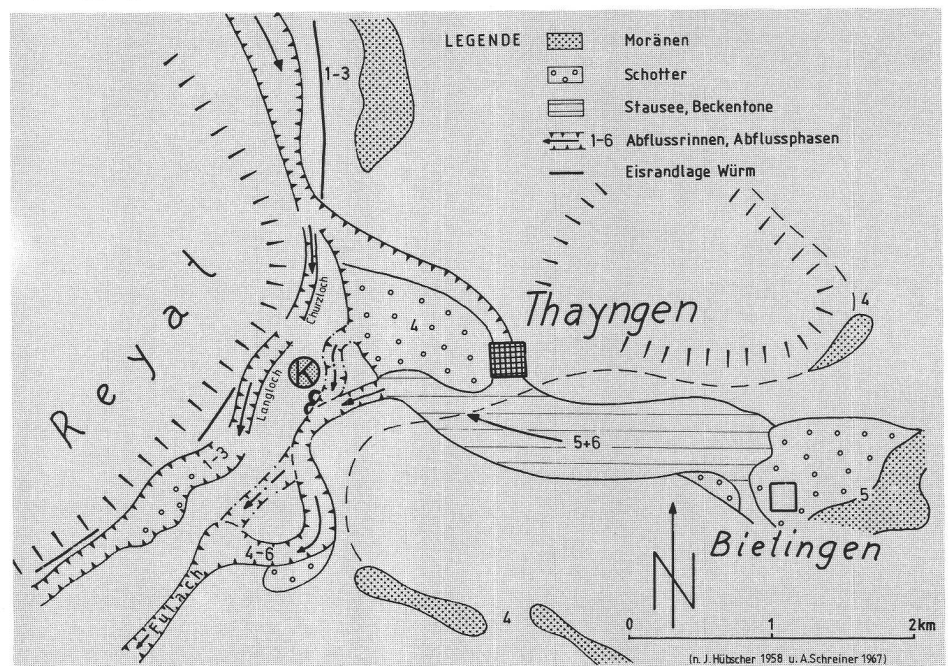 LEGENDE
Moränen
Schotter
Stausee, Beckentone
1-6 Abflussrinnen, Abflussphasen
Eisrandlage Würm
1-3
Reyat
Churzloch
4
Thayngen
4
K
Langloch
5+6
1-3
5
4-6
Bietingen
Fulach
N
4
0 1 2km
(n. J. Hübscher 1958 u. A. Schreiner 1967)